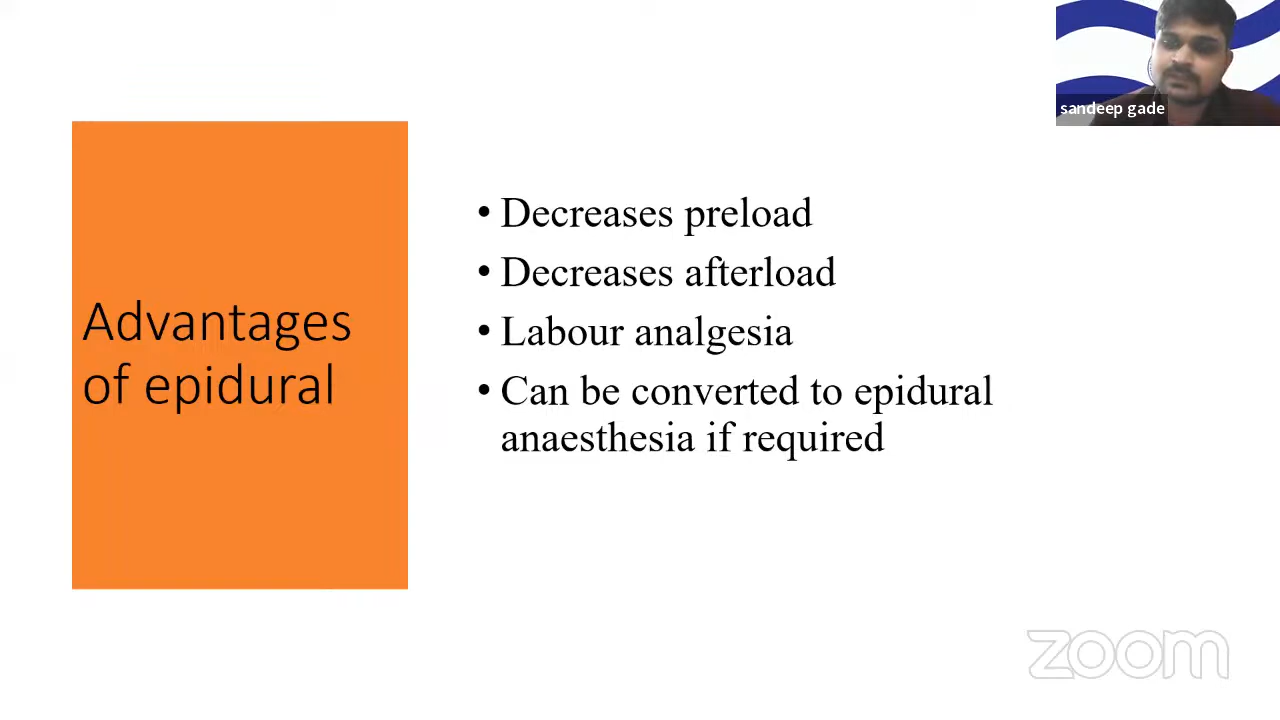 sandeep gade
Advantages
of epidural
• Decreases preload
• Decreases afterload
• Labour analgesia
• Can be converted to epidural
anaesthesia if required
zoom